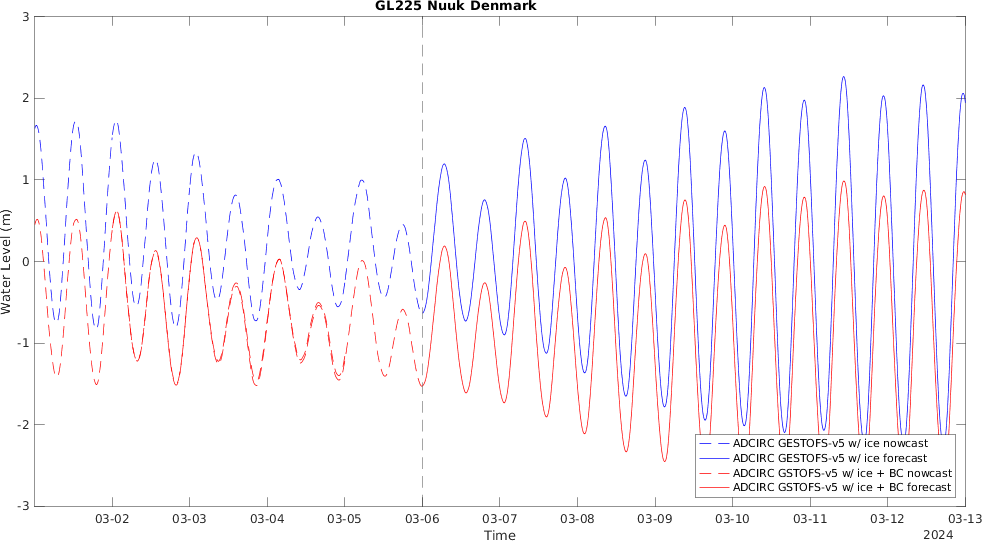 GL225 Nuuk Denmark
3
2
1
0
-1
-2
-3
Water Level (m)
ADCIRC GESTOFS-v5 w/ ice nowcast
ADCIRC GESTOFS-v5 w/ ice forecast
ADCIRC GSTOFS-v5 w/ ice + BC nowcast
ADCIRC GSTOFS-v5 w/ ice + BC forecast
03-02 03-03 03-04 03-05 03-06 03-07 03-08 03-09 03-10 03-11 03-12 03-13
Time
2024